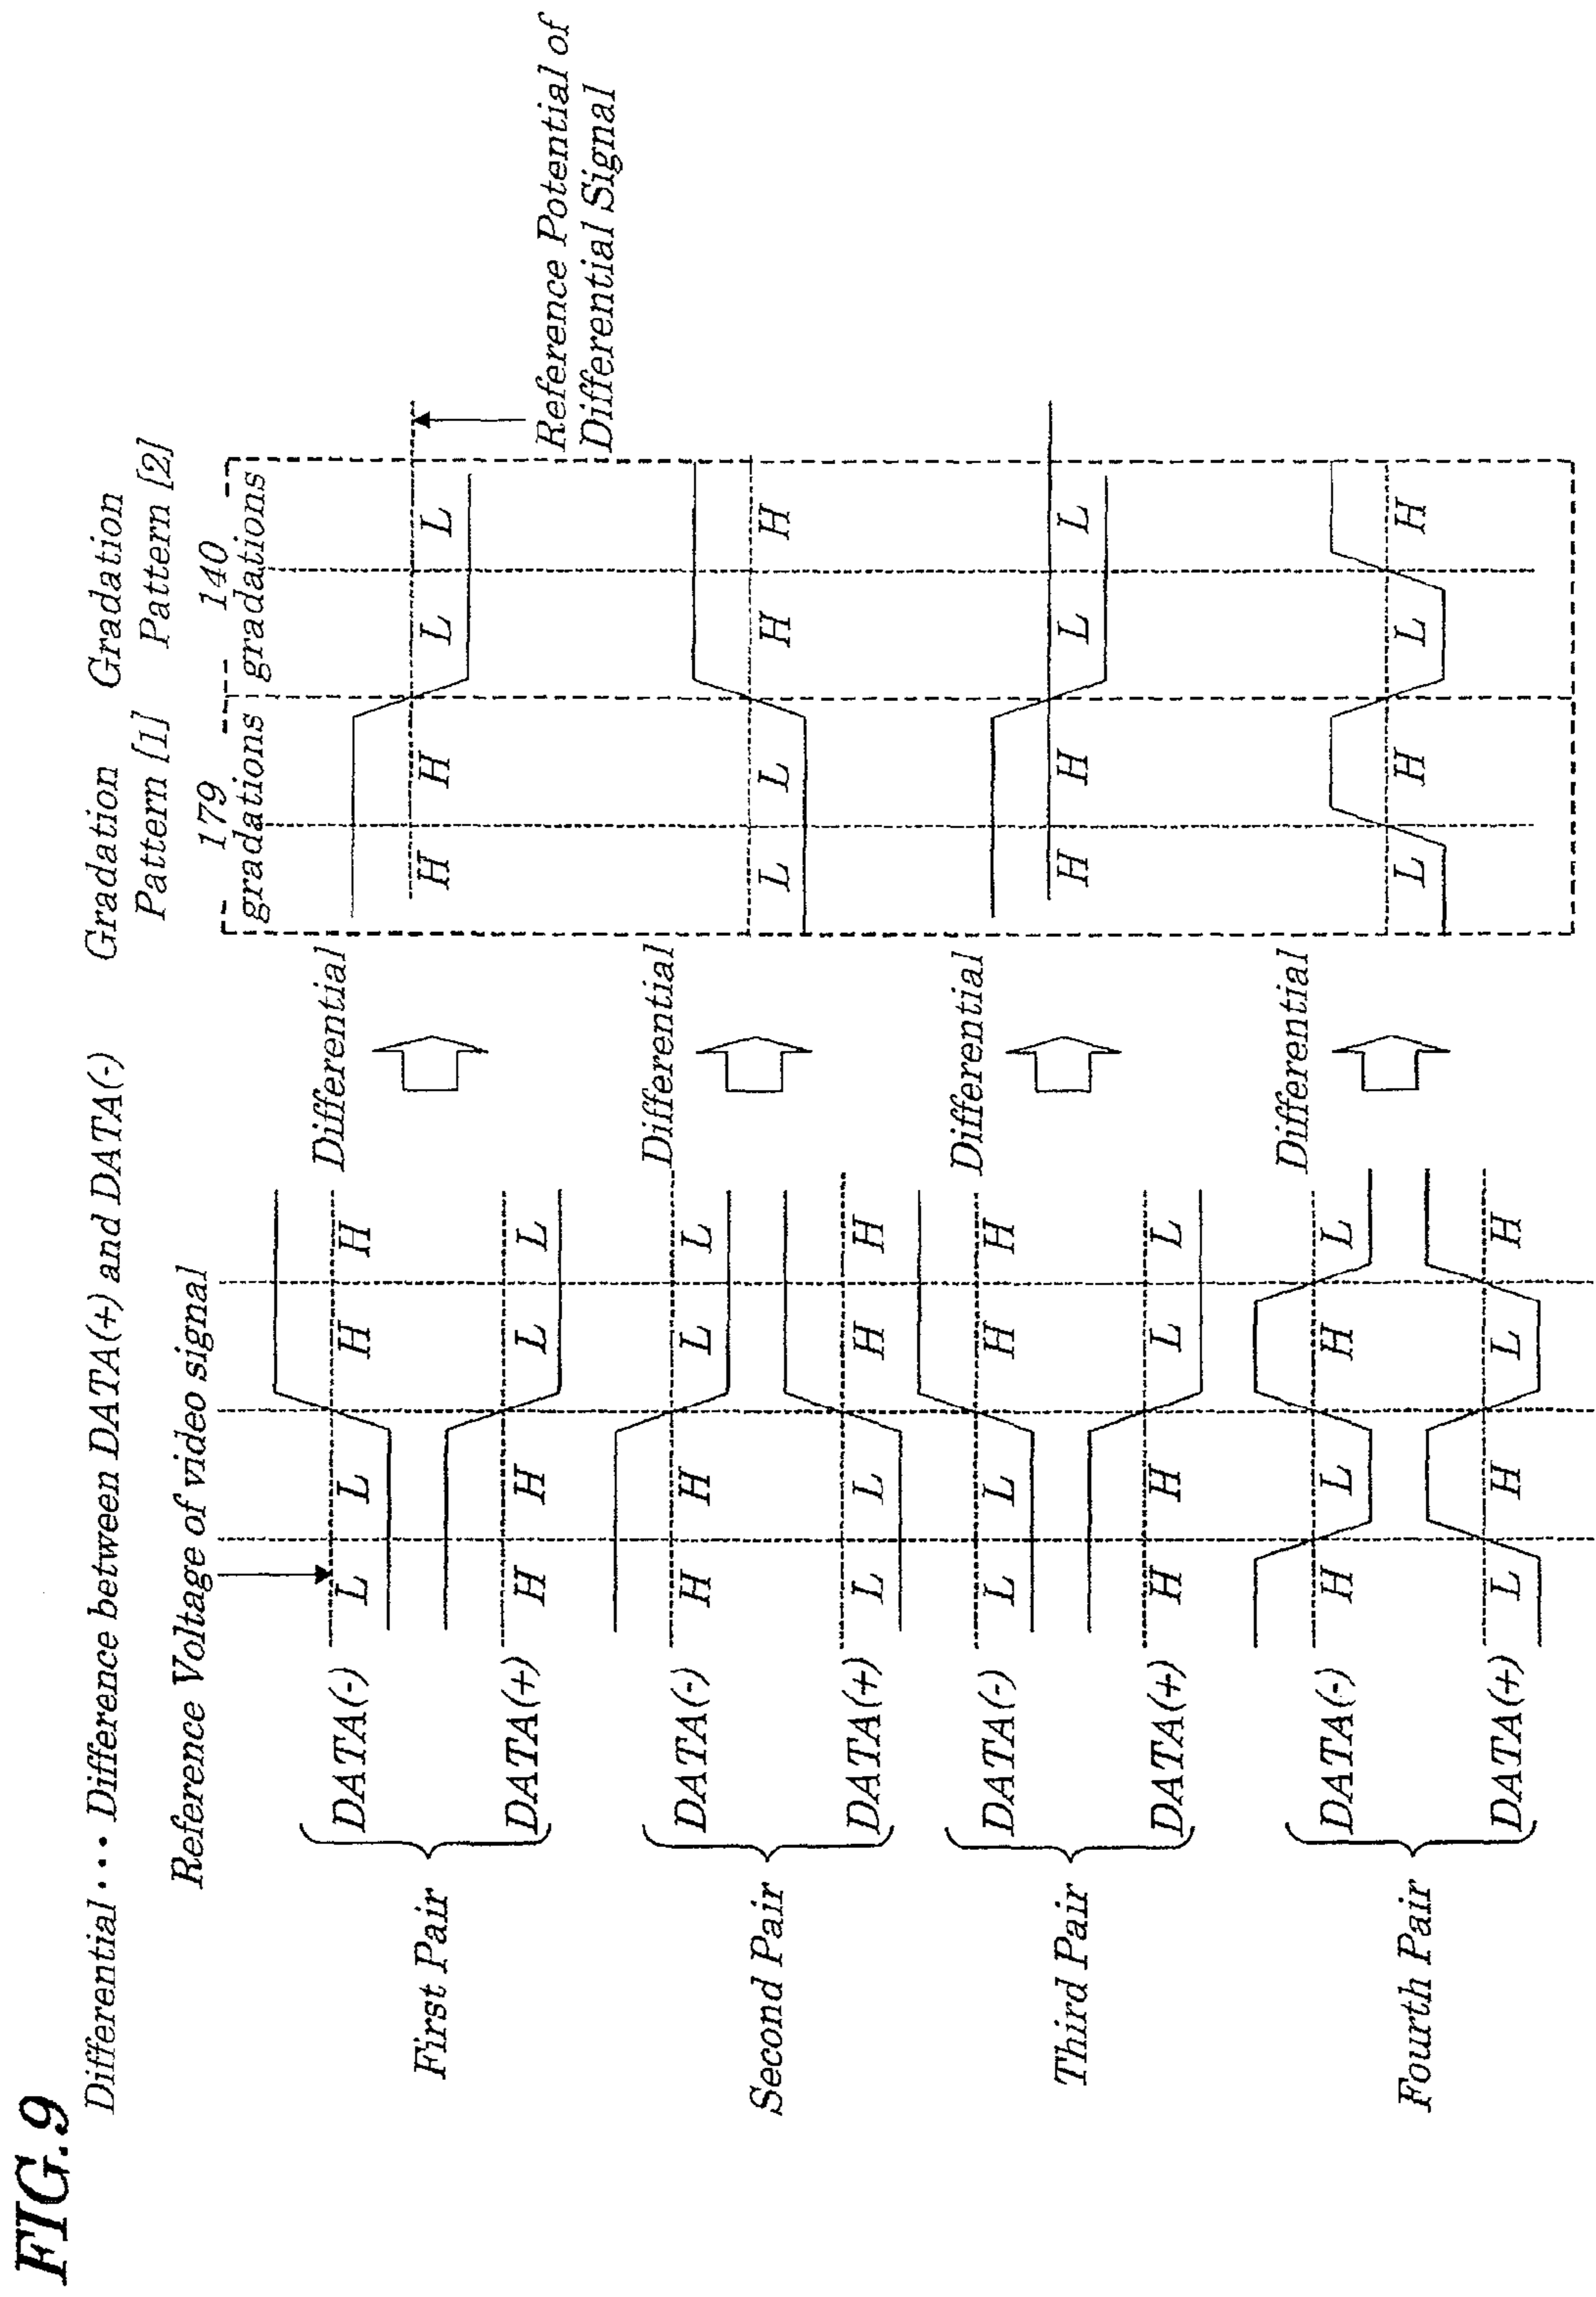 FIG.9
Differential ··· Difference between DATA(+) and DATA(-)
Reference Voltage of video signal
Gradation
Pattern [1]
Gradation
Pattern [2]
179
gradations
140
gradations
First Pair
DATA(-)
L L H H
DATA(+)
H H L L
Differential
H H L L
Reference Potential of
Differential Signal
Second Pair
DATA(-)
H H L L
DATA(+)
L L H H
Differential
L L H H
Third Pair
DATA(-)
L L H H
DATA(+)
H H L L
Differential
H H L L
Fourth Pair
DATA(-)
H L H L
DATA(+)
L H L H
Differential
L H L H